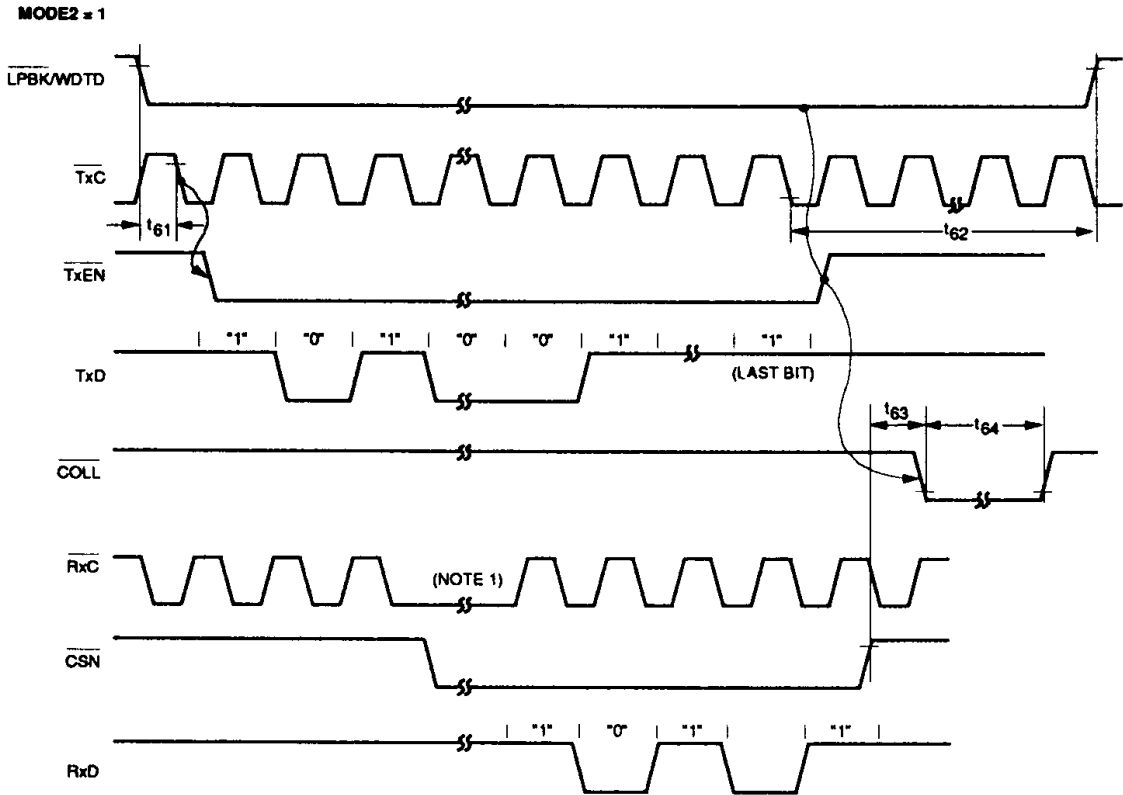 MODE2 = 1
LPBK/WDTD
TxC
t61
t62
TxEN
"1" "0" "1" "0" "0" "1" "1"
TxD
(LAST BIT)
t63
t64
COLL
RxC
(NOTE 1)
CSN
"1" "0" "1" "1"
RxD